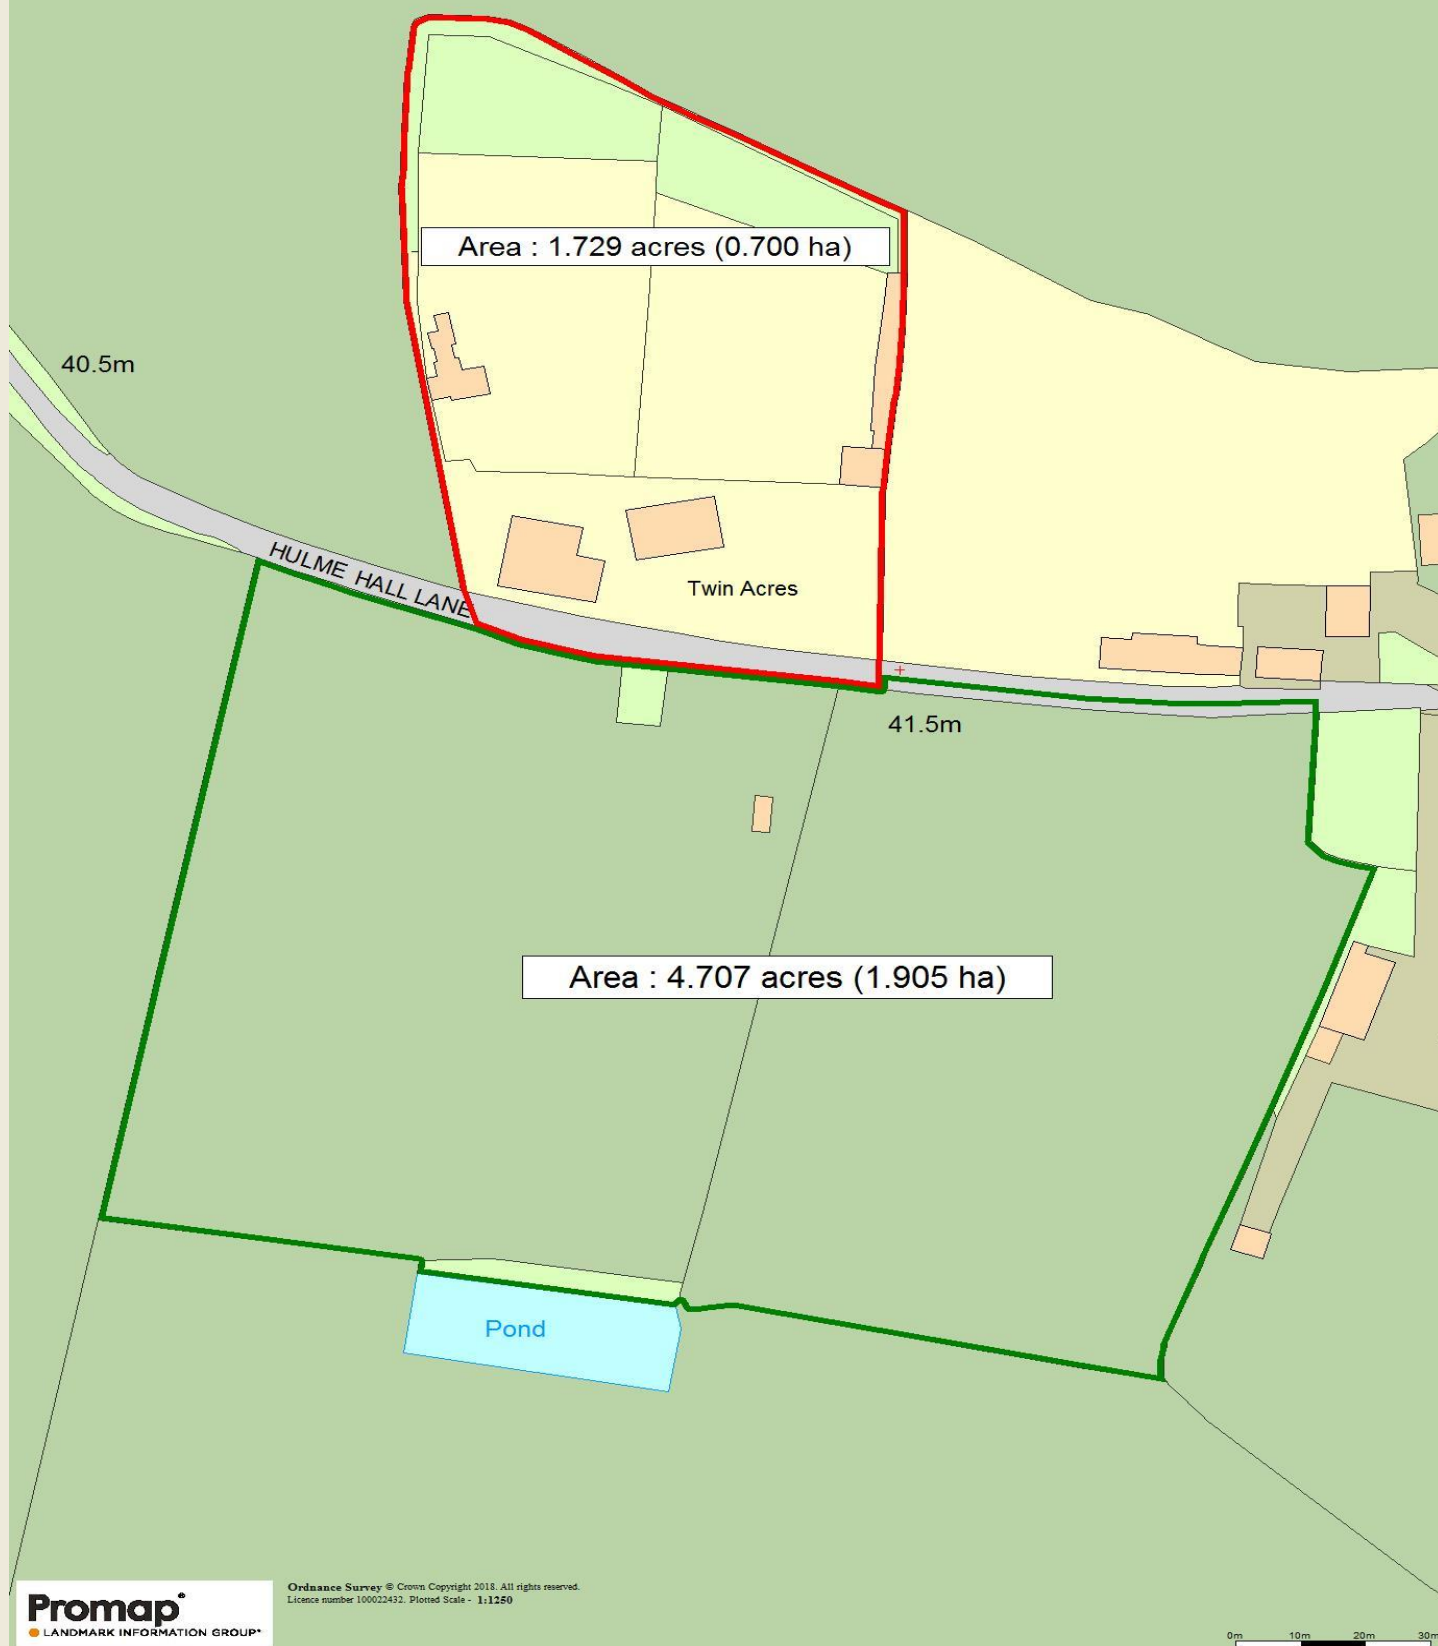 Area : 1.729 acres (0.700 ha)
40.5m
HULME HALL LANE
Twin Acres
41.5m
Area : 4.707 acres (1.905 ha)
Pond
Promap®
LANDMARK INFORMATION GROUP®
Ordnance Survey © Crown Copyright 2018. All rights reserved.
Licence number 100022432. Plotted Scale - 1:1250
0m 10m 20m 30m